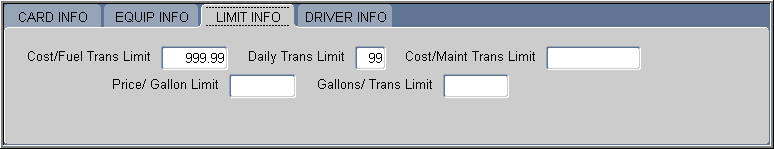 CARD INFO EQUIP INFO LIMIT INFO DRIVER INFO
Cost/Fuel Trans Limit 999.99 Daily Trans Limit 99 Cost/Maint Trans Limit
Price/ Gallon Limit Gallons/ Trans Limit